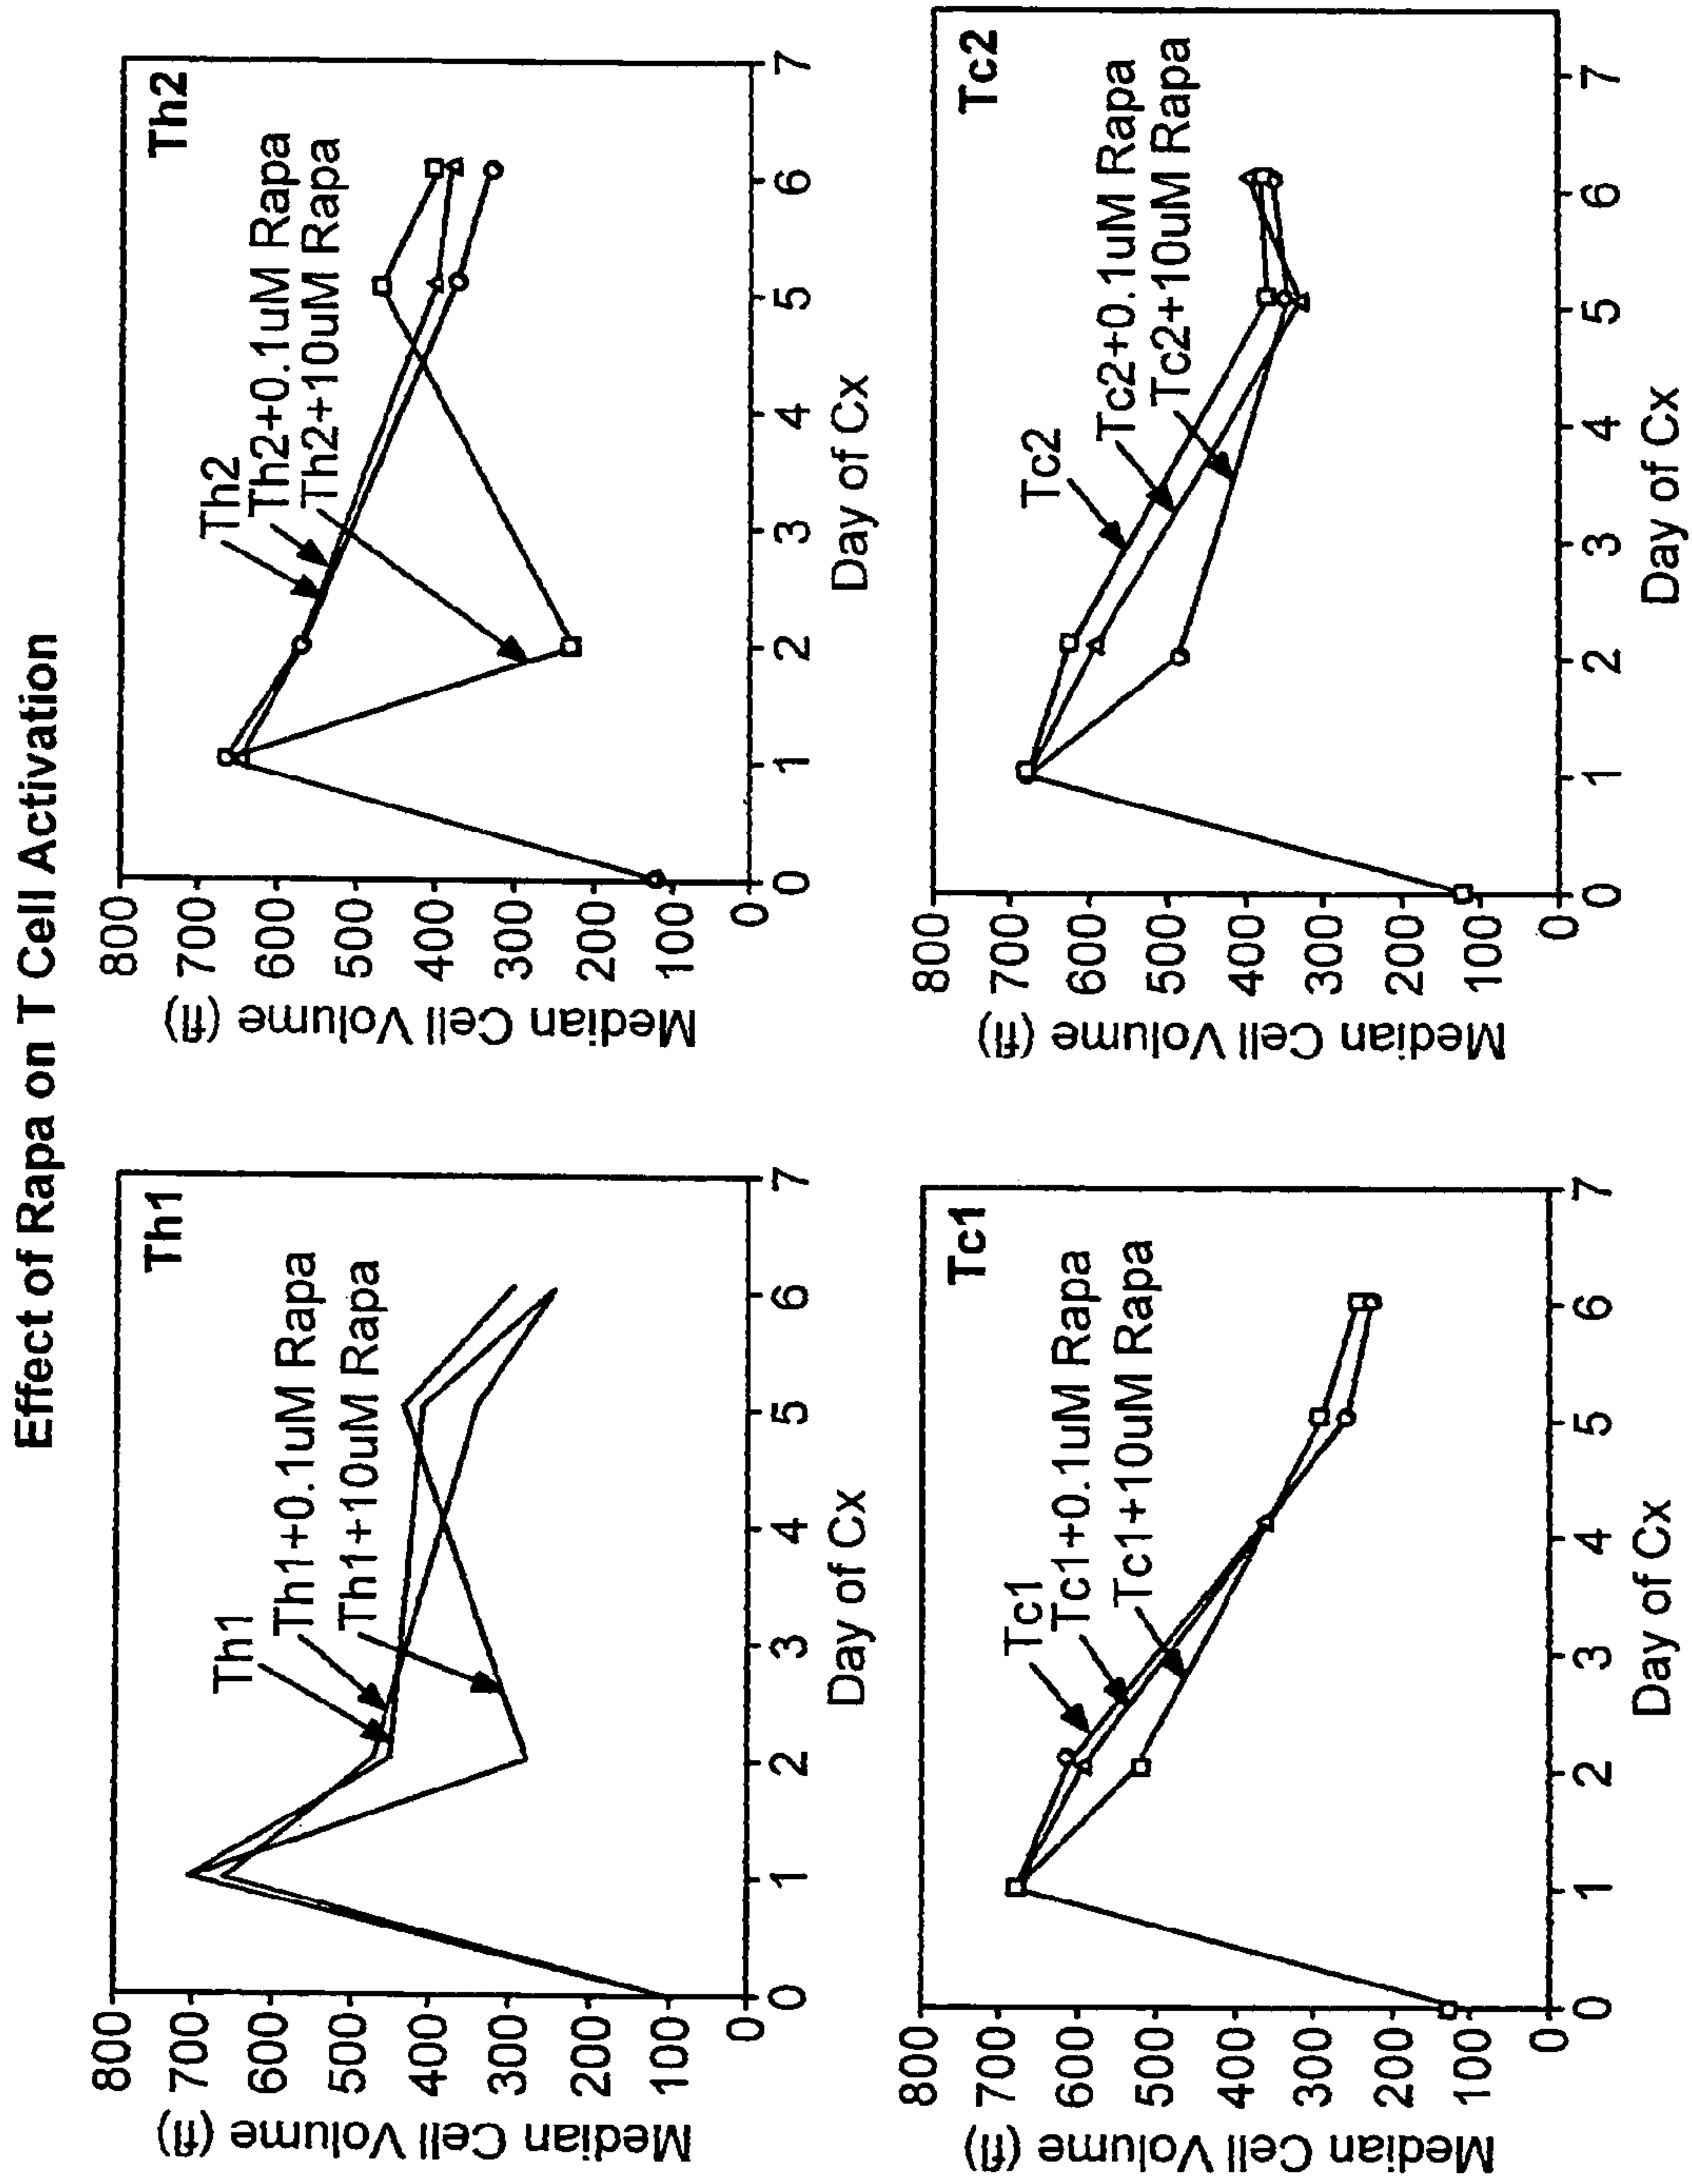 Effect of Rapa on T Cell Activation
Th1
Median Cell Volume (fl)
800
700
600
500
400
300
200
100
0
Th1
Th1+0.1uM Rapa
Th1+10uM Rapa
0 1 2 3 4 5 6 7
Day of Cx
Th2
Median Cell Volume (fl)
800
700
600
500
400
300
200
100
0
Th2
Th2+0.1uM Rapa
Th2+10uM Rapa
0 1 2 3 4 5 6 7
Day of Cx
Tc1
Median Cell Volume (fl)
800
700
600
500
400
300
200
100
0
Tc1
Tc1+0.1uM Rapa
Tc1+10uM Rapa
0 1 2 3 4 5 6 7
Day of Cx
Tc2
Median Cell Volume (fl)
800
700
600
500
400
300
200
100
0
Tc2
Tc2+0.1uM Rapa
Tc2+10uM Rapa
0 1 2 3 4 5 6 7
Day of Cx